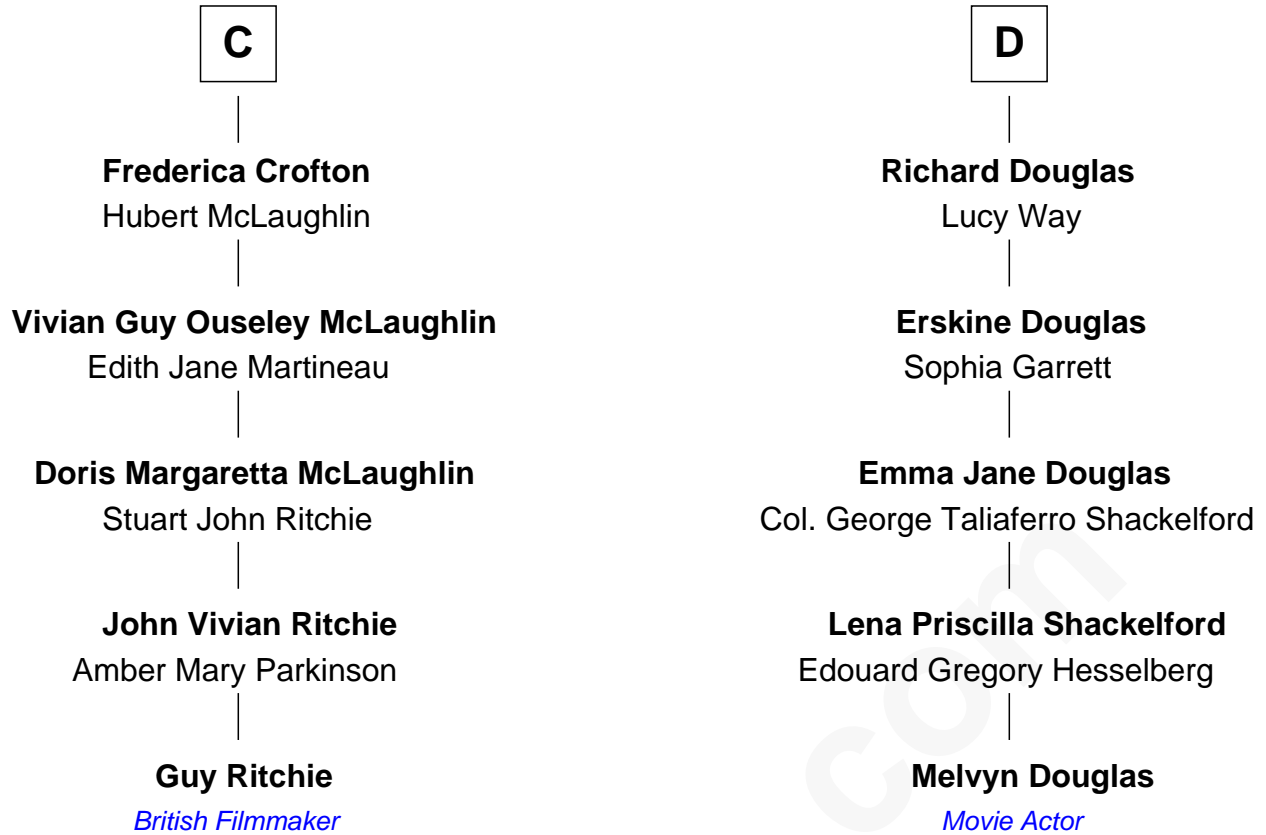 C
Frederica Crofton
Hubert McLaughlin
Vivian Guy Ouseley McLaughlin
Edith Jane Martineau
Doris Margaretta McLaughlin
Stuart John Ritchie
John Vivian Ritchie
Amber Mary Parkinson
Guy Ritchie
British Filmmaker
D
Richard Douglas
Lucy Way
Erskine Douglas
Sophia Garrett
Emma Jane Douglas
Col. George Taliaferro Shackelford
Lena Priscilla Shackelford
Edouard Gregory Hesselberg
Melvyn Douglas
Movie Actor
com